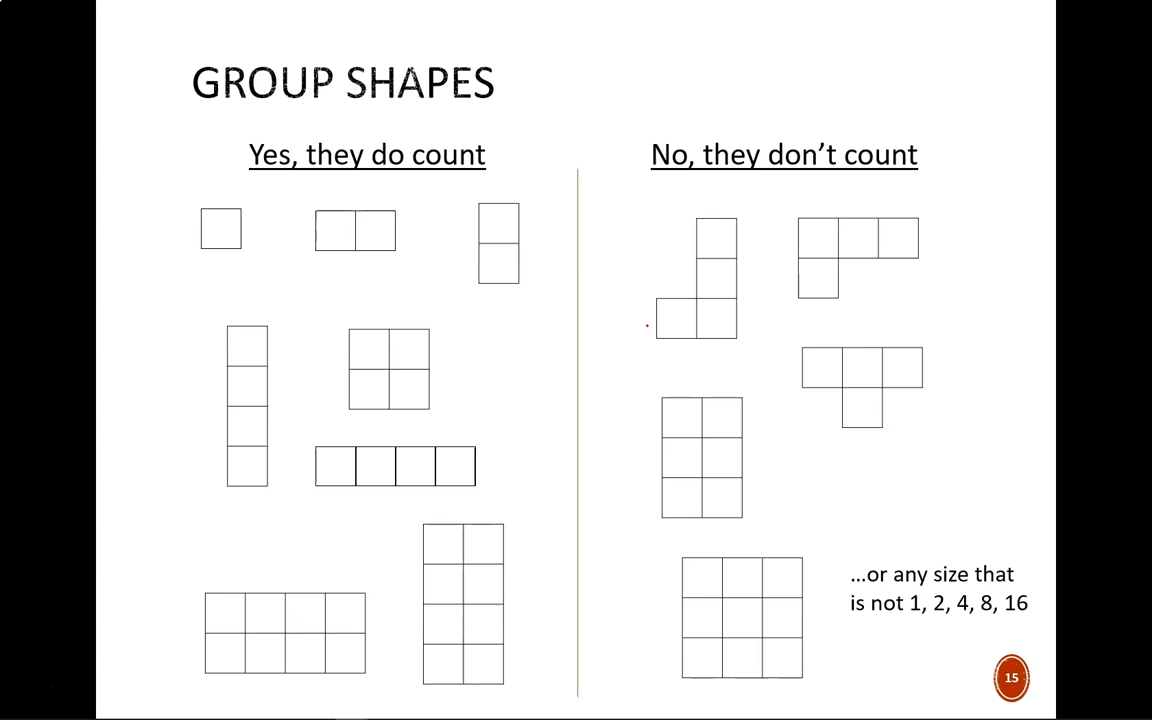 GROUP SHAPES
Yes, they do count
No, they don’t count
…or any size that
is not 1, 2, 4, 8, 16
15